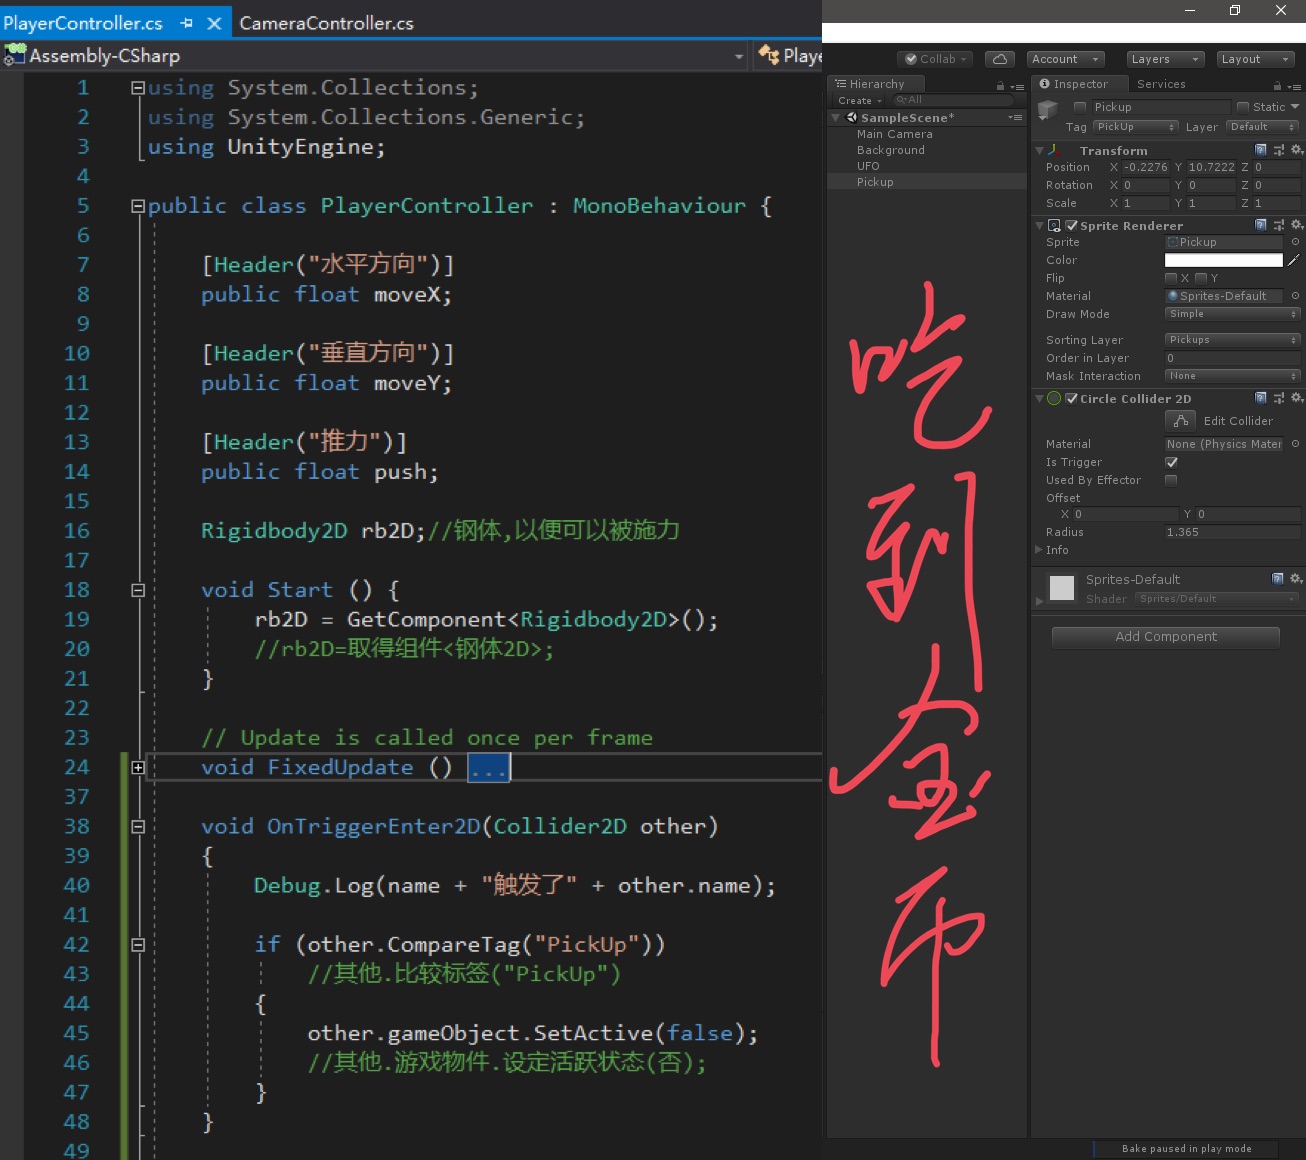 PlayerController.cs
CameraController.cs
Assembly-CSharp
Playe
1 using System.Collections;
2 using System.Collections.Generic;
3 using UnityEngine;
4
5 public class PlayerController : MonoBehaviour {
6
7 [Header("水平方向")]
8 public float moveX;
9
10 [Header("垂直方向")]
11 public float moveY;
12
13 [Header("推力")]
14 public float push;
15
16 Rigidbody2D rb2D;//钢体,以便可以被施力
17
18 void Start () {
19 rb2D = GetComponent<Rigidbody2D>();
20 //rb2D=取得组件<钢体2D>;
21 }
22
23 // Update is called once per frame
24 void FixedUpdate () ...
37
38 void OnTriggerEnter2D(Collider2D other)
39 {
40 Debug.Log(name + "触发了" + other.name);
41
42 if (other.CompareTag("PickUp"))
43 //其他.比较标签("PickUp")
44 {
45 other.gameObject.SetActive(false);
46 //其他.游戏物件.设定活跃状态(否);
47 }
48 }
49
Collab
Account
Layers
Layout
Hierarchy
Create
All
SampleScene*
Main Camera
Background
UFO
Pickup
吃到金币
Inspector
Services
Pickup
Static
Tag PickUp Layer Default
Transform
Position X -0.2276 Y 10.7222 Z 0
Rotation X 0 Y 0 Z 0
Scale X 1 Y 1 Z 1
Sprite Renderer
Sprite Pickup
Color
Flip X Y
Material Sprites-Default
Draw Mode Simple
Sorting Layer Pickups
Order in Layer 0
Mask Interaction None
Circle Collider 2D
Edit Collider
Material None (Physics Mater
Is Trigger
Used By Effector
Offset
X 0 Y 0
Radius 1.365
Info
Sprites-Default
Shader Sprites/Default
Add Component
Bake paused in play mode